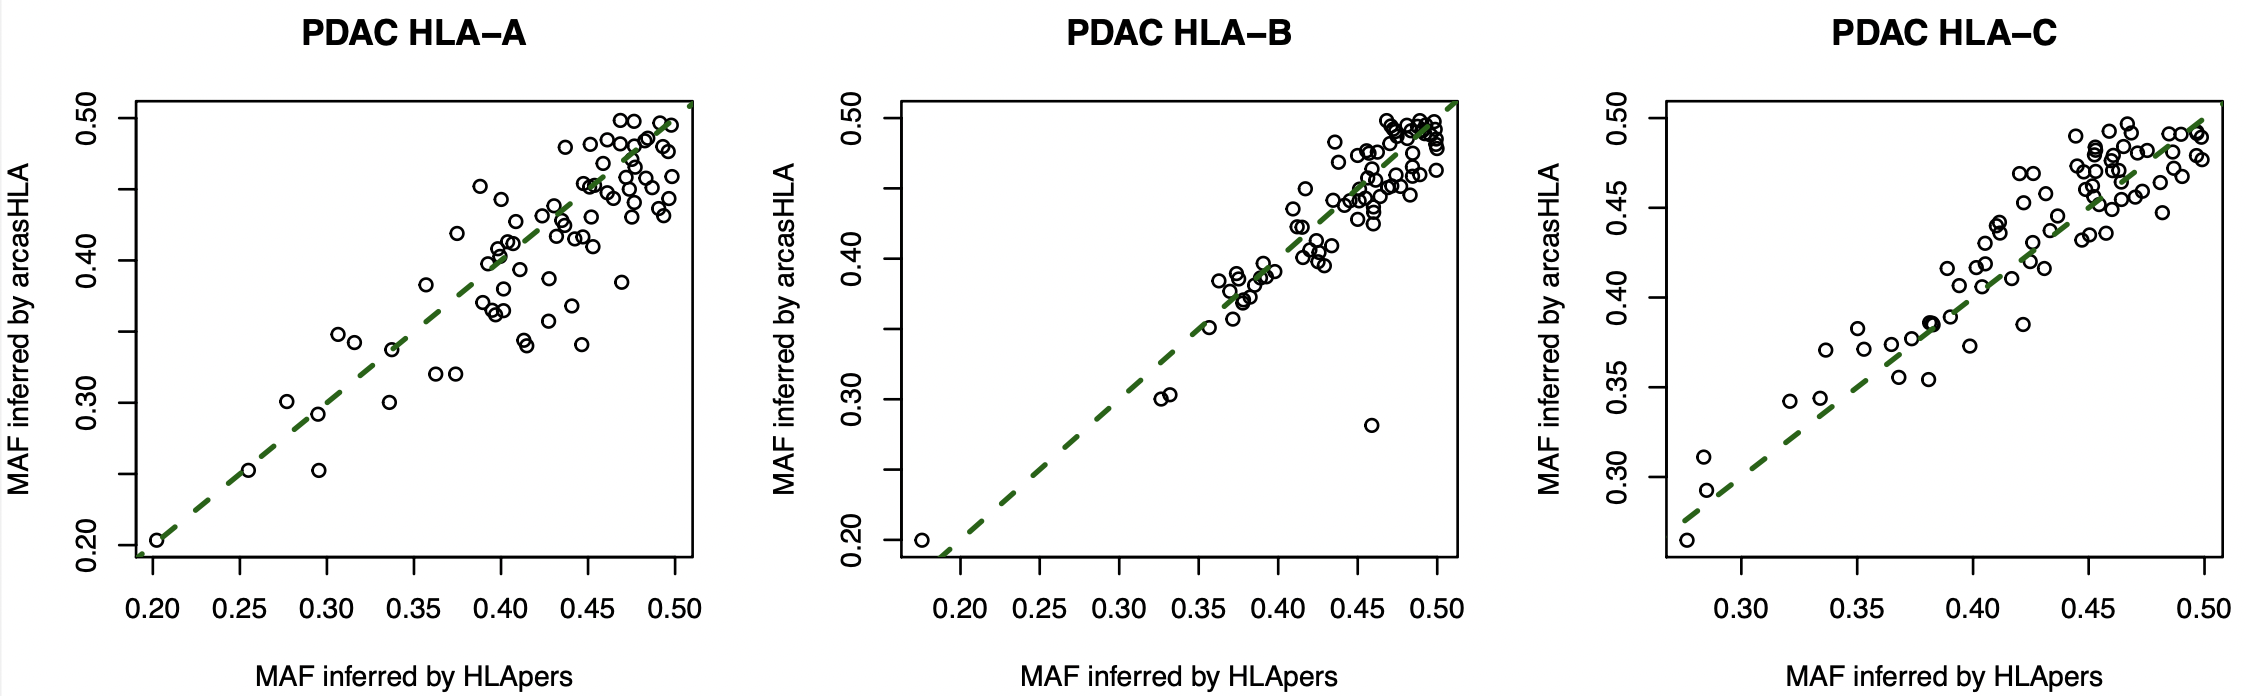 PDAC HLA−A
MAF inferred by arcasHLA
0.20 0.30 0.40 0.50
0.20 0.25 0.30 0.35 0.40 0.45 0.50
MAF inferred by HLApers
PDAC HLA−B
MAF inferred by arcasHLA
0.20 0.30 0.40 0.50
0.20 0.25 0.30 0.35 0.40 0.45 0.50
MAF inferred by HLApers
PDAC HLA−C
MAF inferred by arcasHLA
0.30 0.35 0.40 0.45 0.50
0.30 0.35 0.40 0.45 0.50
MAF inferred by HLApers